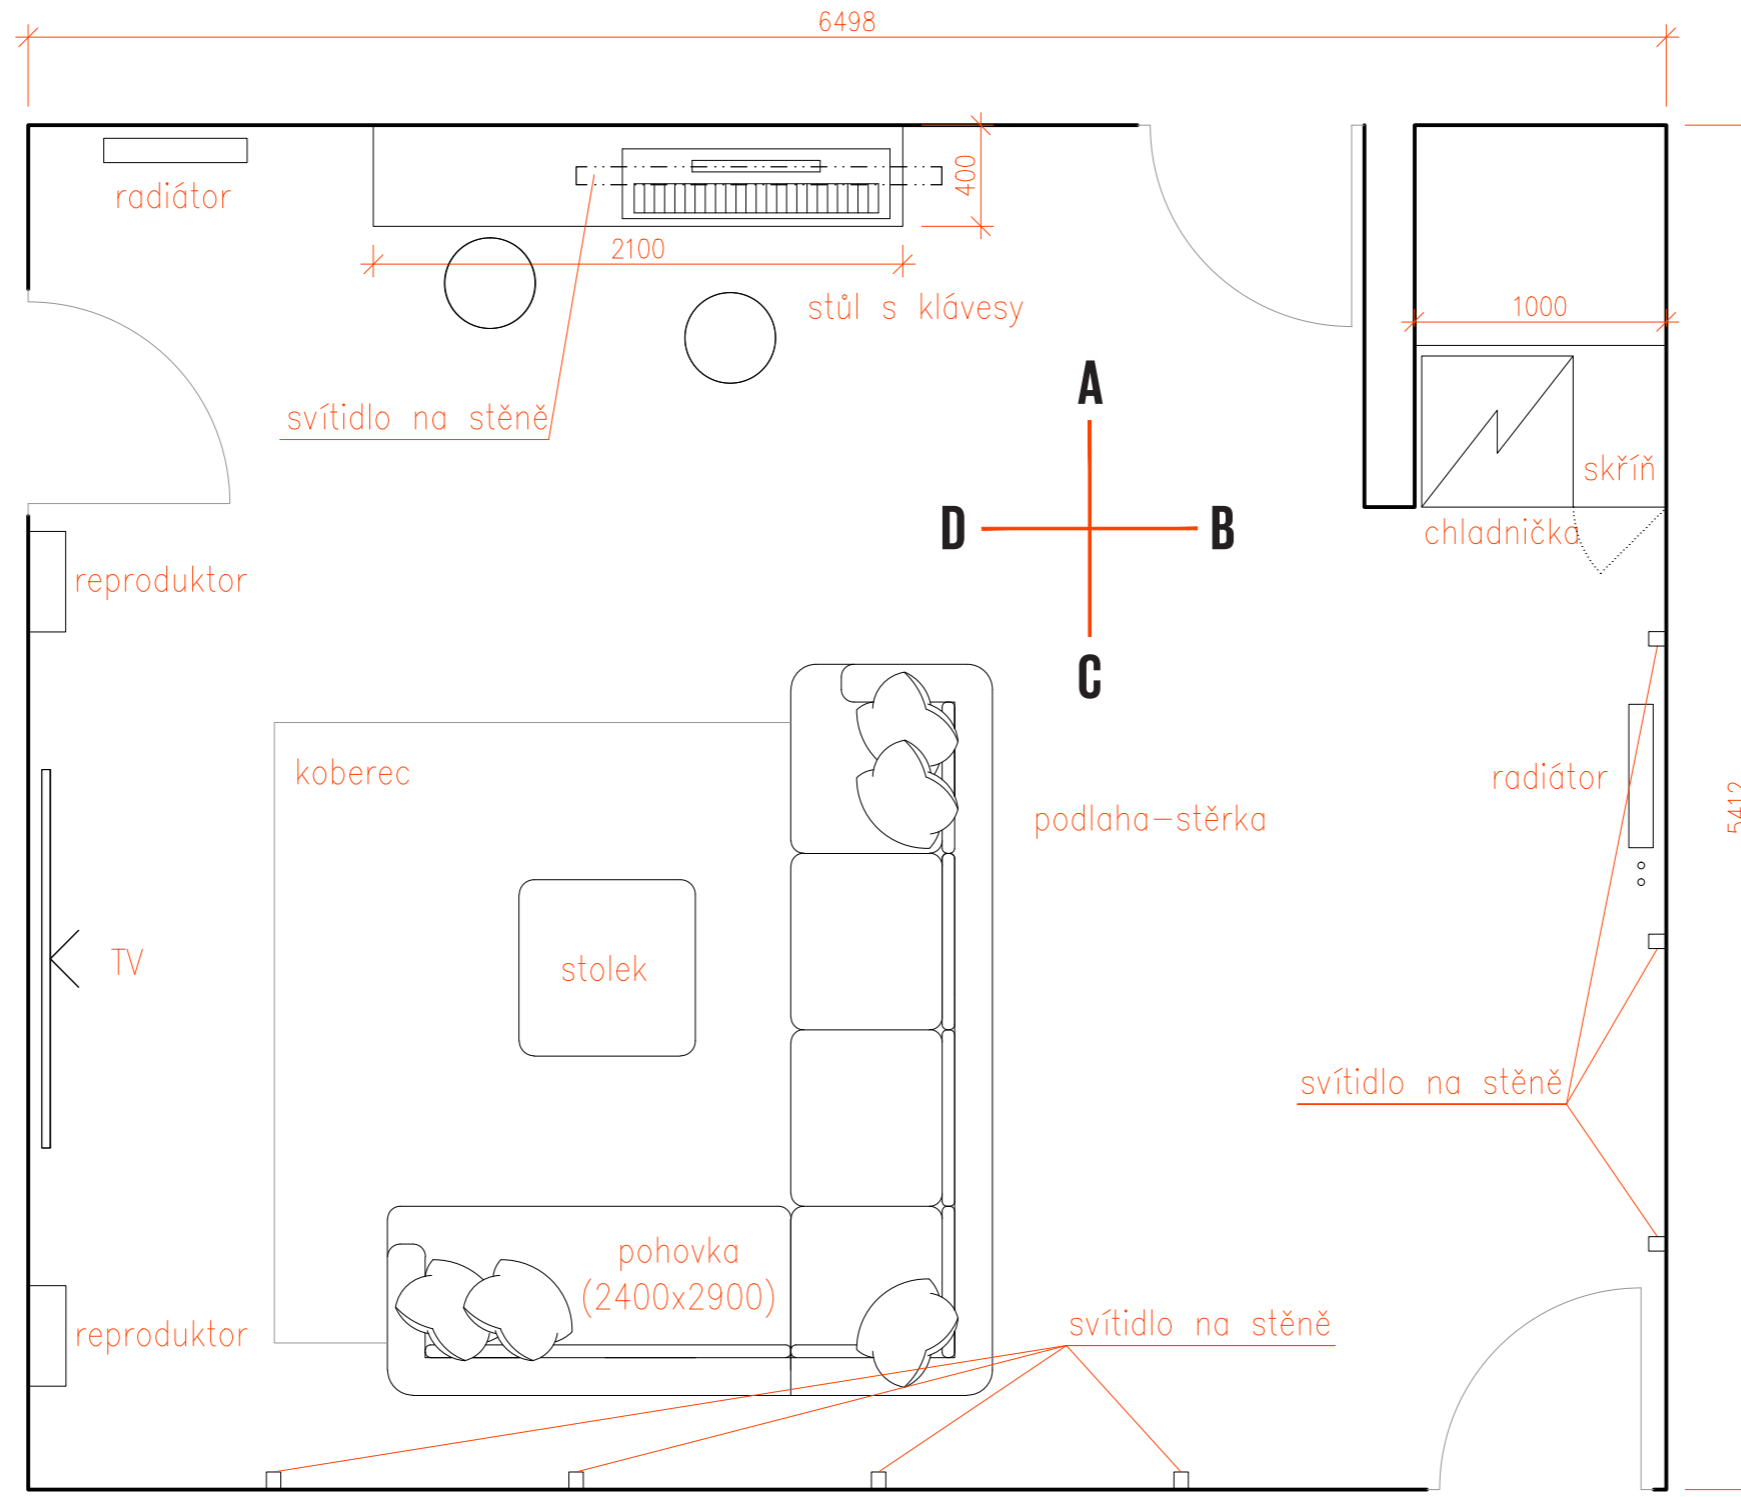 6498
radiátor
400
2100
stůl s klávesy
1000
svítidlo na stěně
A
skříň
D
B
chladnička
reproduktor
C
koberec
radiátor
podlaha-stěrka
5412
TV
stolek
svítidlo na stěně
pohovka
(2400x2900)
svítidlo na stěně
reproduktor